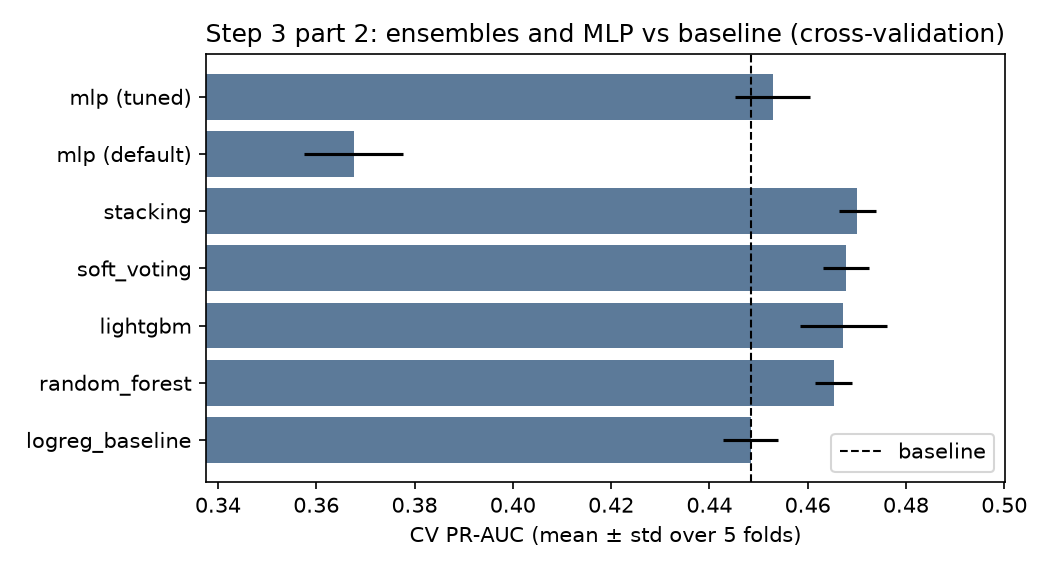 Step 3 part 2: ensembles and MLP vs baseline (cross-validation)
mlp (tuned)
mlp (default)
stacking
soft_voting
lightgbm
random_forest
logreg_baseline
baseline
0.34 0.36 0.38 0.40 0.42 0.44 0.46 0.48 0.50
CV PR-AUC (mean ± std over 5 folds)